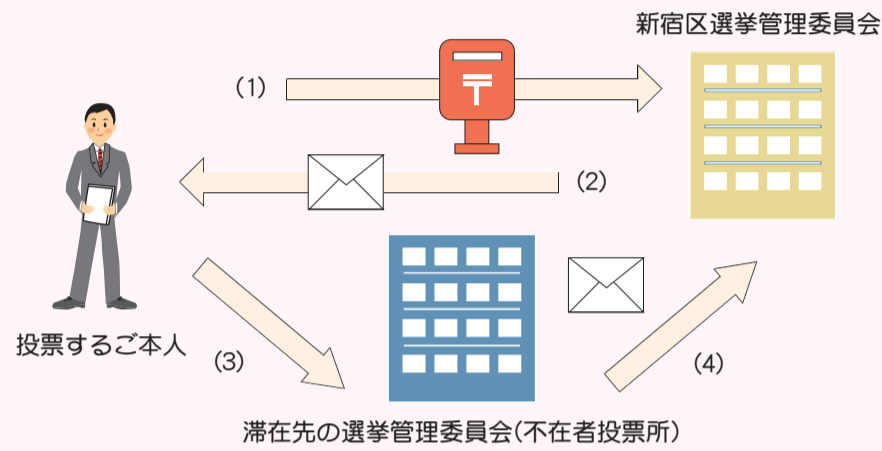 新宿区選挙管理委員会
(1)
(2)
投票するご本人
(3)
(4)
滞在先の選挙管理委員会(不在者投票所)